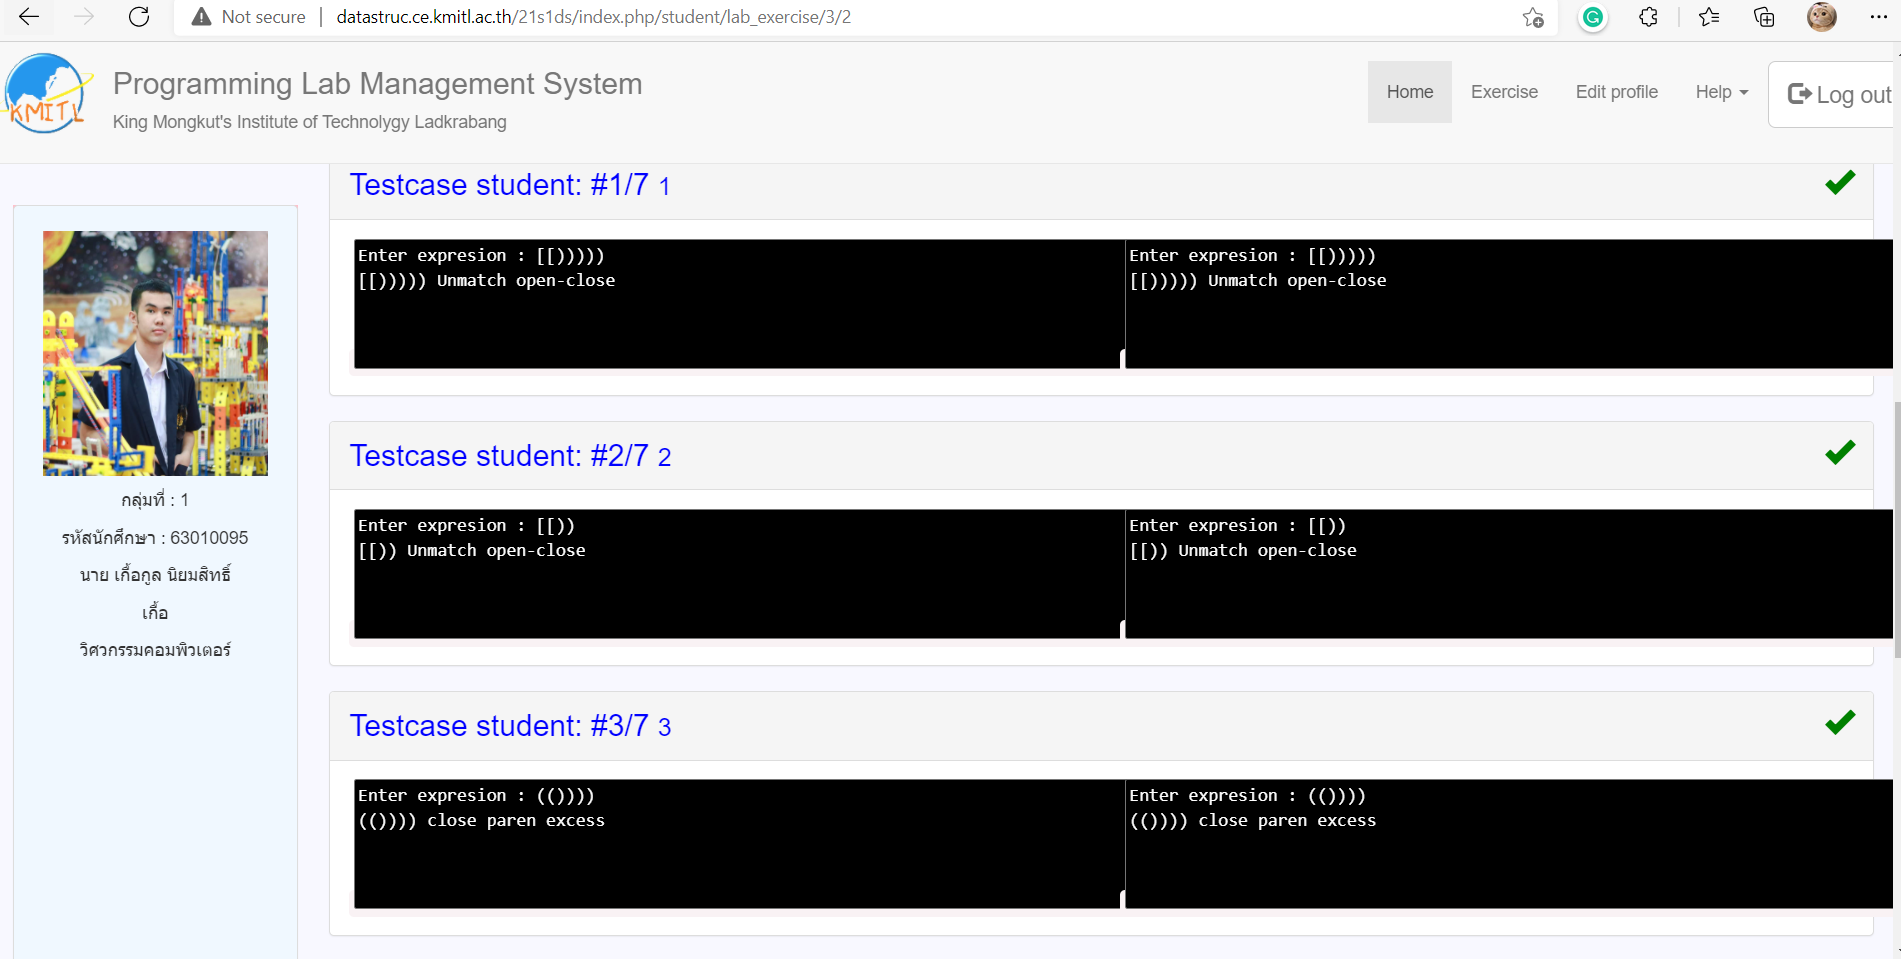 Not secure | datastruc.ce.kmitl.ac.th/21s1ds/index.php/student/lab_exercise/3/2
KMITL
Programming Lab Management System
King Mongkut's Institute of Technolygy Ladkrabang
Home
Exercise
Edit profile
Help
Log out
กลุ่มที่ : 1
รหัสนักศึกษา : 63010095
นาย เกื้อกูล นิยมสิทธิ์
เกื้อ
วิศวกรรมคอมพิวเตอร์
Testcase student: #1/7 1
Enter expresion : [[)))))
[[))))) Unmatch open-close
Enter expresion : [[)))))
[[))))) Unmatch open-close
Testcase student: #2/7 2
Enter expresion : [[))
[[)) Unmatch open-close
Enter expresion : [[))
[[)) Unmatch open-close
Testcase student: #3/7 3
Enter expresion : (())))
(()))) close paren excess
Enter expresion : (())))
(()))) close paren excess